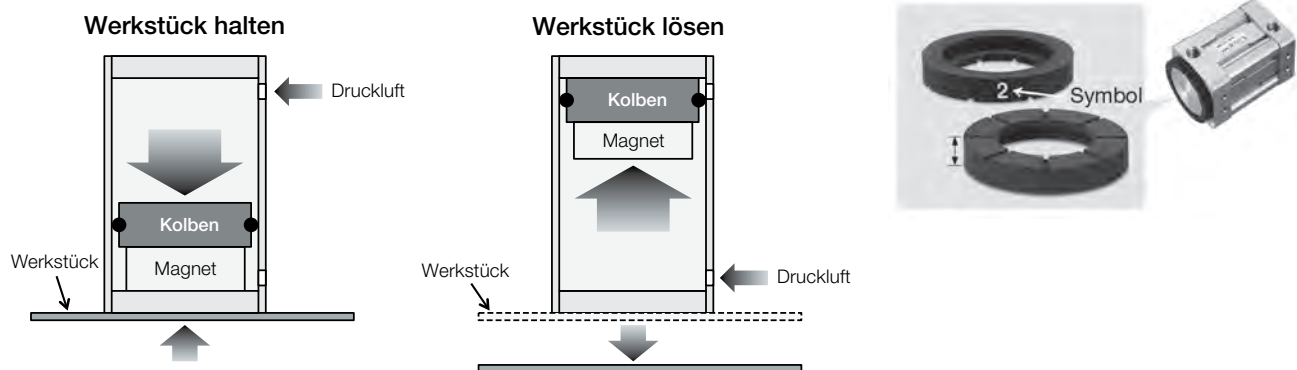 Werkstück halten
Druckluft
Kolben
Magnet
Werkstück
Werkstück lösen
Kolben
Magnet
Werkstück
Druckluft
2
Symbol